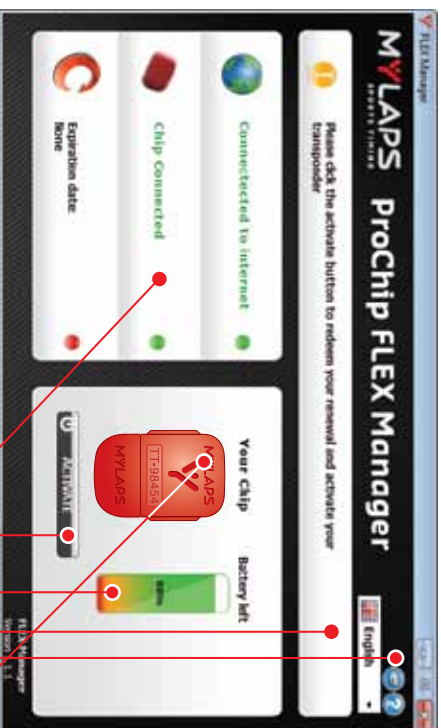 FLEX Manager
MYLAPS ProChip FLEX Manager
SPORTS TIMING
English
Please click the activate button to redeem your renewal and activate your
transponder
Connectected to internet
Chip Connected
Expiration date:
None
Your Chip
Battery left
MYLAPS
TT-98454
MYLAPS
ACTIVATE
FLEX Manager
Version